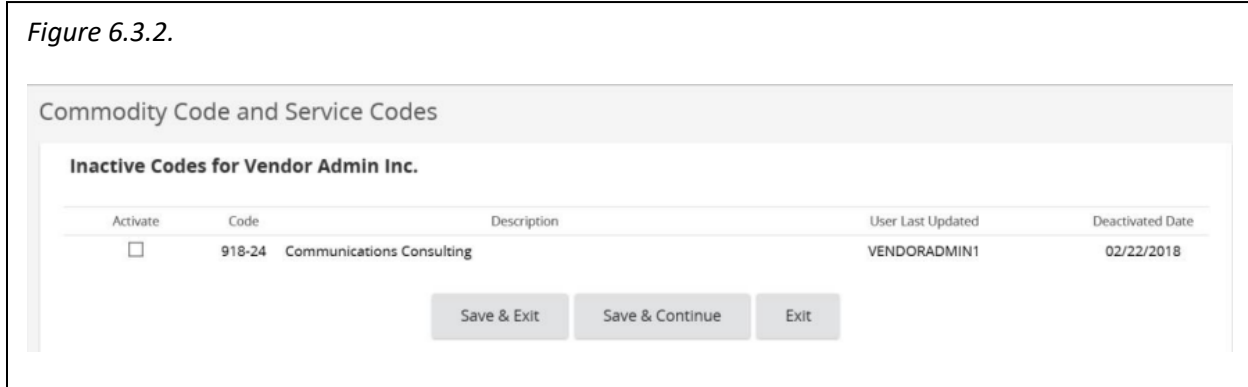 Figure 6.3.2.
Commodity Code and Service Codes
Inactive Codes for Vendor Admin Inc.
Activate Code Description User Last Updated Deactivated Date
918-24 Communications Consulting VENDORADMIN1 02/22/2018
Save & Exit Save & Continue Exit